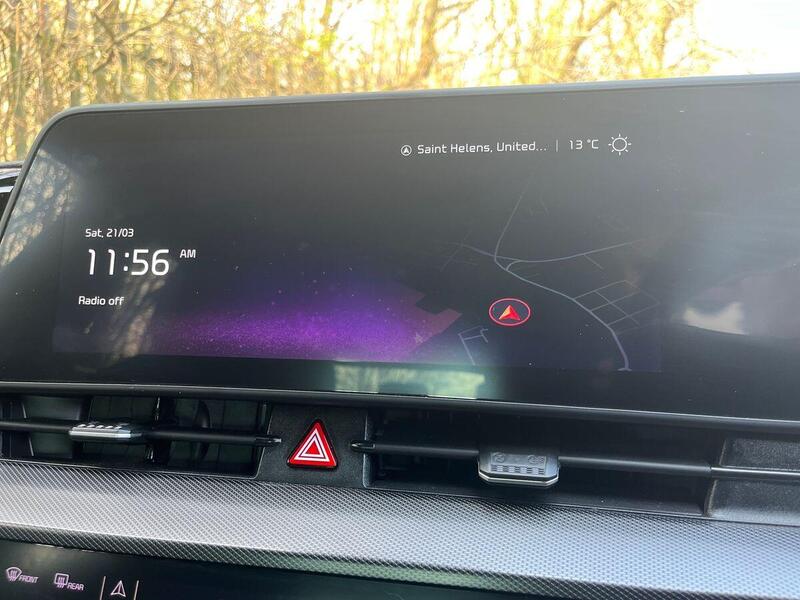 Saint Helens, United... | 13 °C
Sat, 21/03
11:56 AM
Radio off
FRONT
REAR